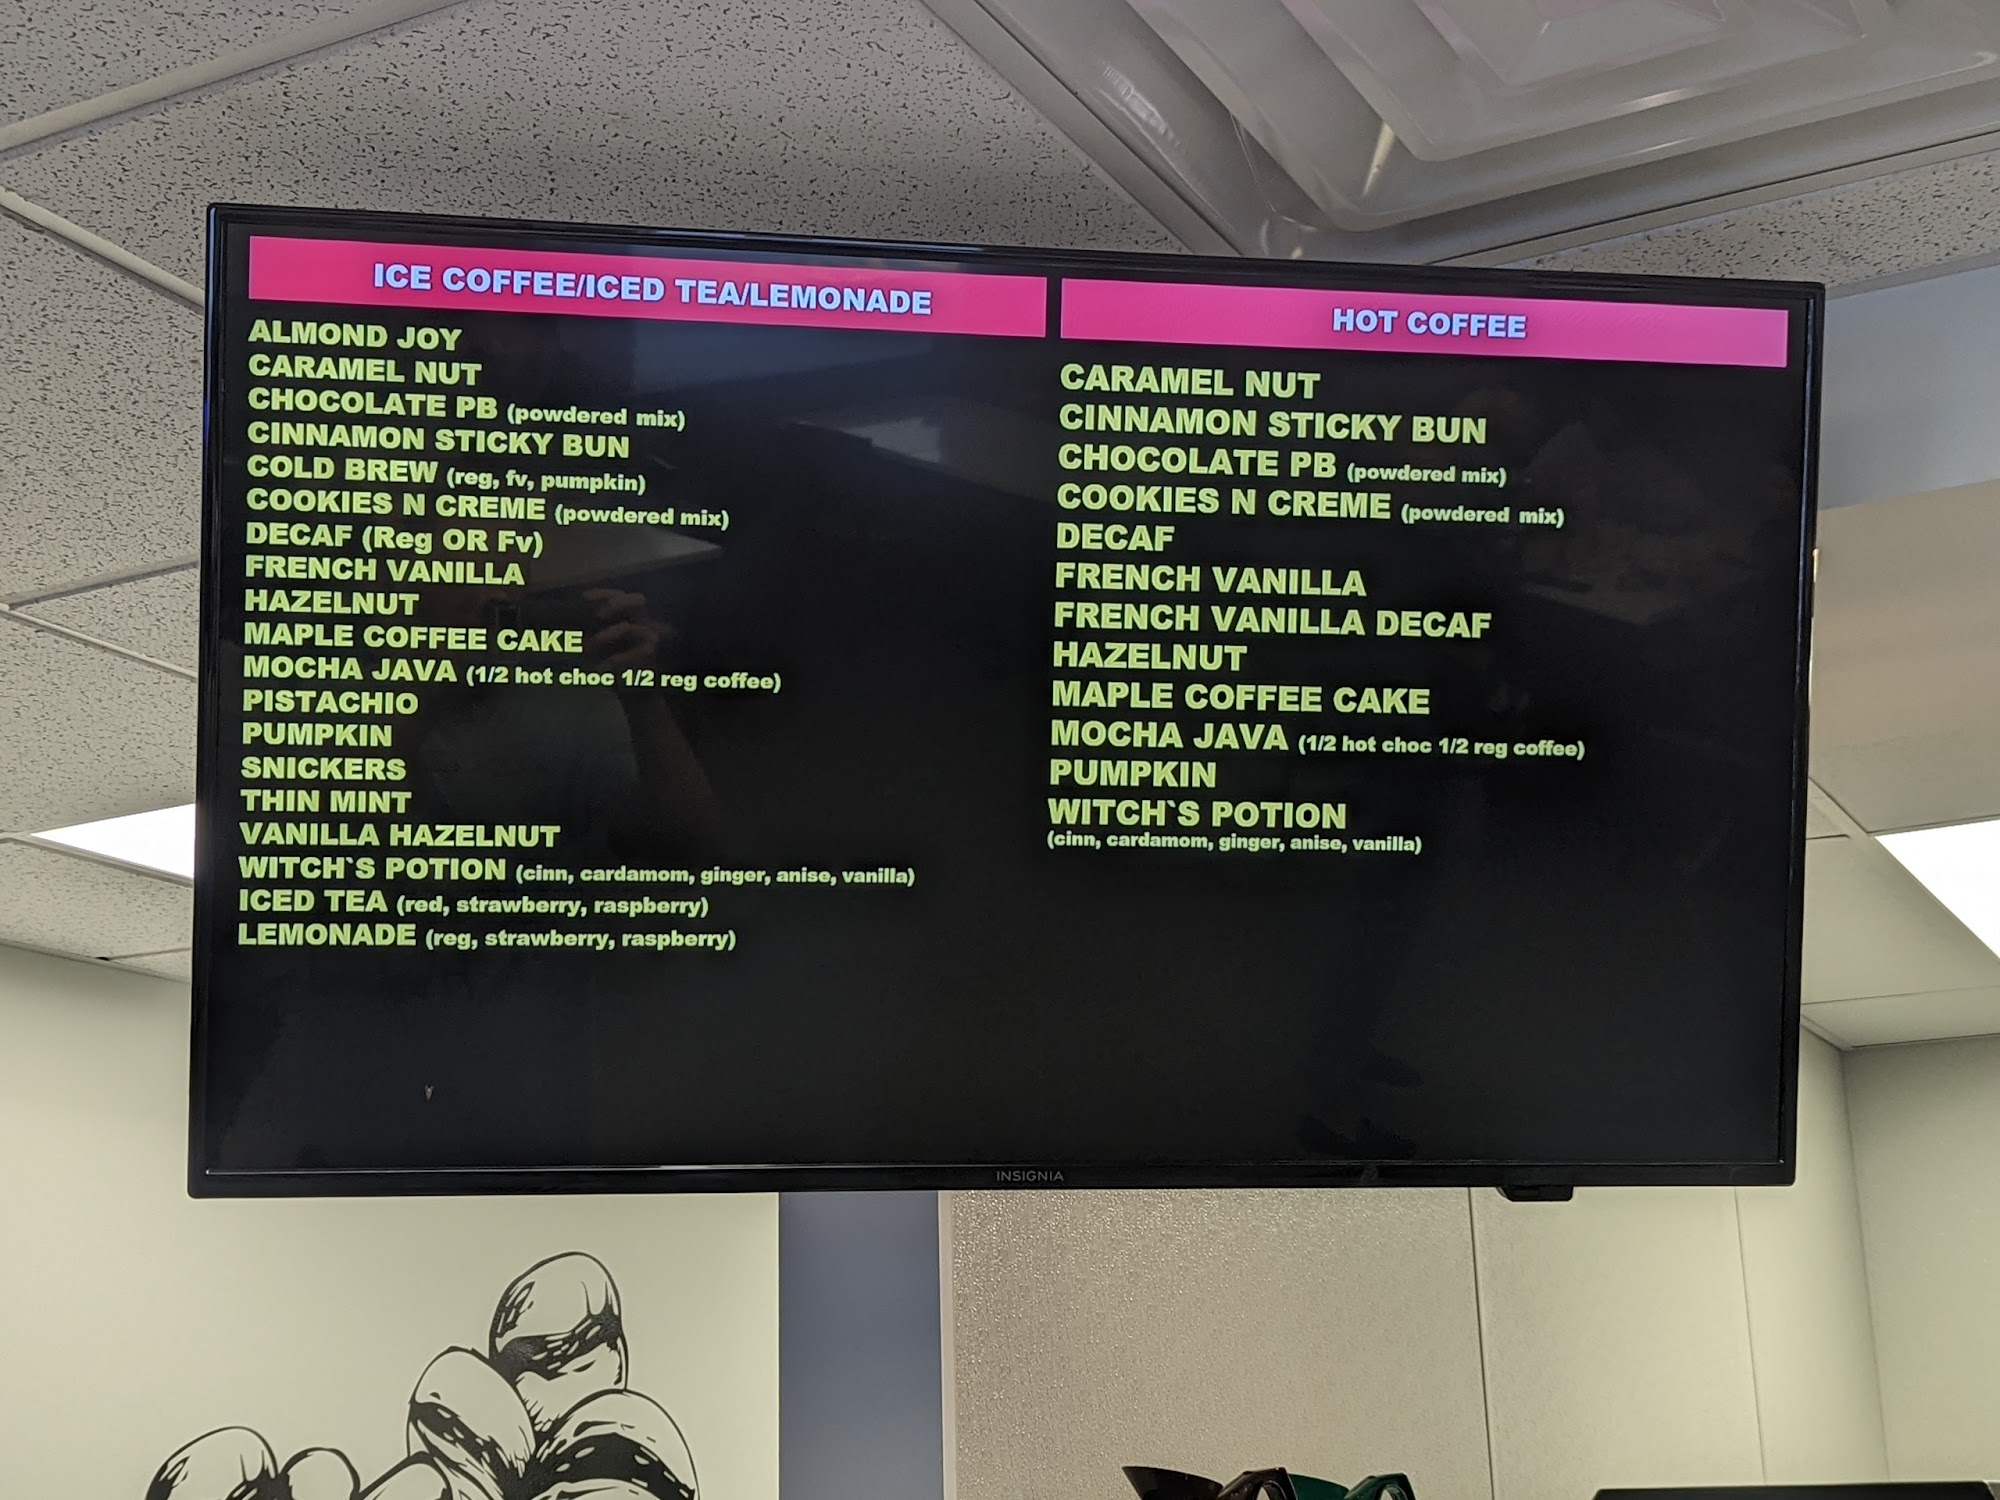 ICE COFFEE/ICED TEA/LEMONADE
ALMOND JOY
CARAMEL NUT
CHOCOLATE PB (powdered mix)
CINNAMON STICKY BUN
COLD BREW (reg, fv, pumpkin)
COOKIES N CREME (powdered mix)
DECAF (Reg OR Fv)
FRENCH VANILLA
HAZELNUT
MAPLE COFFEE CAKE
MOCHA JAVA (1/2 hot choc 1/2 reg coffee)
PISTACHIO
PUMPKIN
SNICKERS
THIN MINT
VANILLA HAZELNUT
WITCH`S POTION (cinn, cardamom, ginger, anise, vanilla)
ICED TEA (red, strawberry, raspberry)
LEMONADE (reg, strawberry, raspberry)
HOT COFFEE
CARAMEL NUT
CINNAMON STICKY BUN
CHOCOLATE PB (powdered mix)
COOKIES N CREME (powdered mix)
DECAF
FRENCH VANILLA
FRENCH VANILLA DECAF
HAZELNUT
MAPLE COFFEE CAKE
MOCHA JAVA (1/2 hot choc 1/2 reg coffee)
PUMPKIN
WITCH`S POTION
(cinn, cardamom, ginger, anise, vanilla)
INSIGNIA